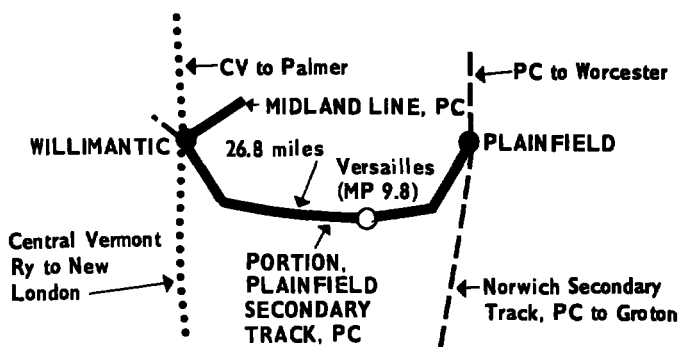 CV to Palmer
PC to Worcester
MIDLAND LINE, PC
WILLIMANTIC
26.8 miles
Versailles
(MP 9.8)
PLAINFIELD
Central Vermont
Ry to New
London
PORTION,
PLAINFIELD
SECONDARY
TRACK, PC
Norwich Secondary
Track, PC to Groton